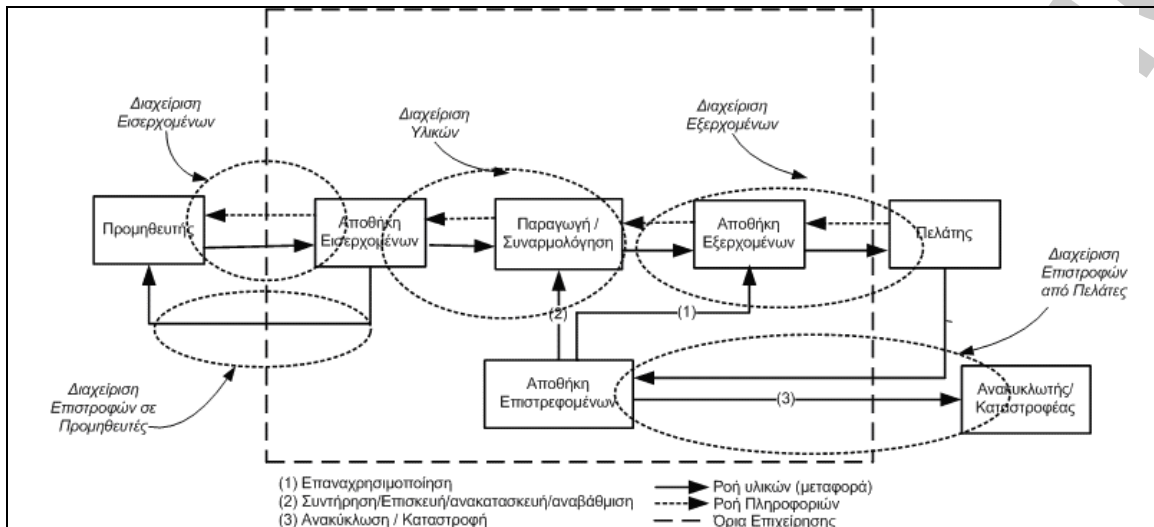 Διαχείριση
Εισερχομένων
Διαχείριση
Υλικών
Διαχείριση
Εξερχομένων
Προμηθευτής
Αποθήκη
Εισερχομένων
Παραγωγή /
Συναρμολόγηση
Αποθήκη
Εξερχομένων
Πελάτης
Διαχείριση
Επιστροφών
από Πελάτες
(2)
(1)
Διαχείριση
Επιστροφών σε
Προμηθευτές
Αποθήκη
Επιστρεφομένων
(3)
Ανακυκλωτής/
Καταστροφέας
(1) Επαναχρησιμοποίηση
(2) Συντήρηση/Επισκευή/ανακατασκευή/αναβάθμιση
(3) Ανακύκλωση / Καταστροφή
Ροή υλικών (μεταφορά)
Ροή Πληροφοριών
Όρια Επιχείρησης